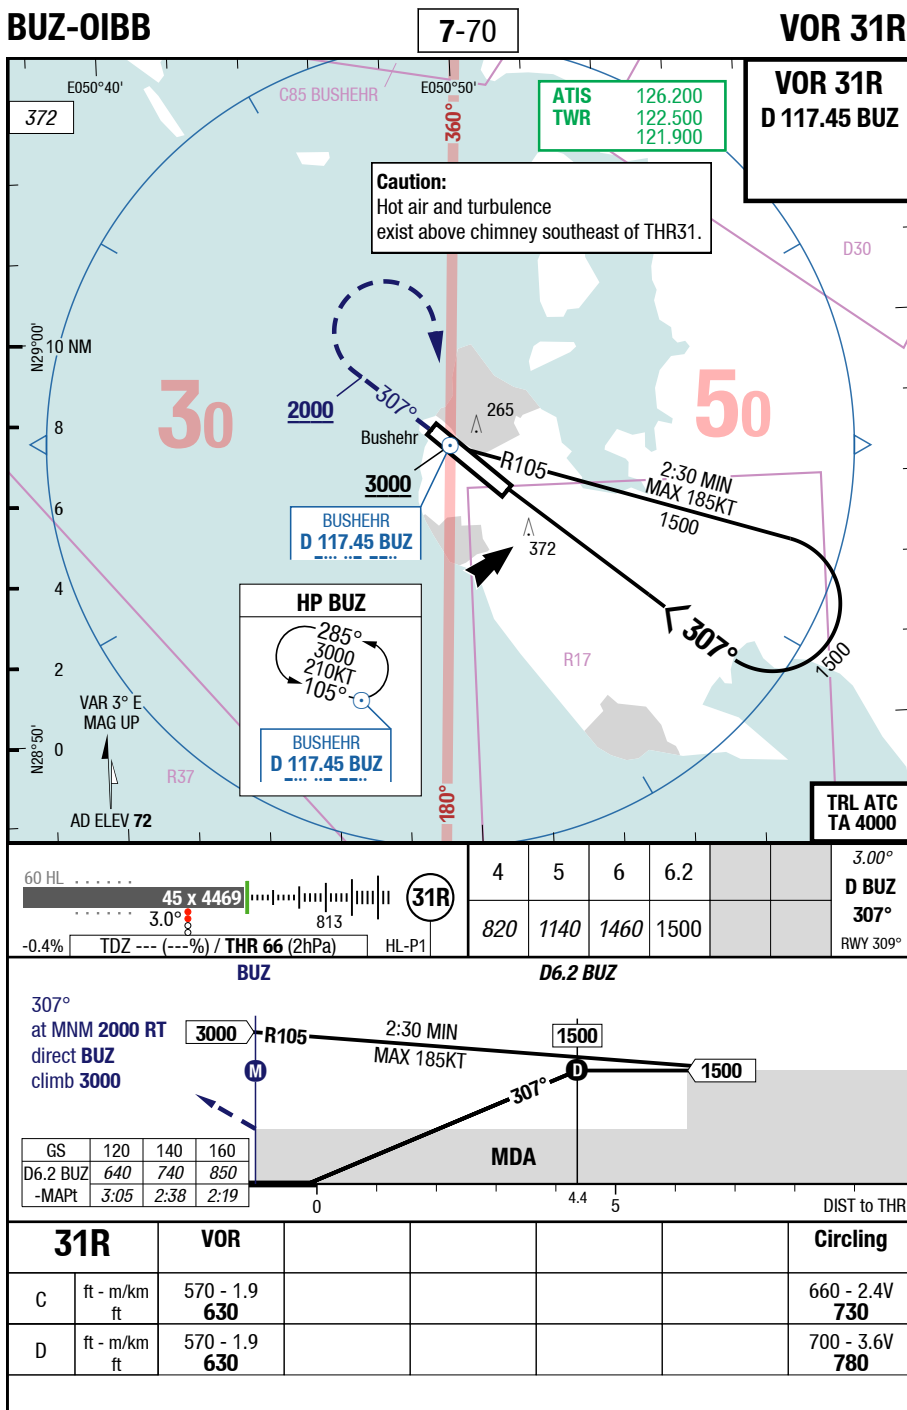 BUZ-OIBB
7-70
VOR 31R
E050°40'
C85 BUSHEHR
E050°50'
372
360°
ATIS 126.200
TWR 122.500
121.900
VOR 31R
D 117.45 BUZ
Caution:
Hot air and turbulence
exist above chimney southeast of THR31.
D30
N29°00'
10 NM
30
50
2000
307°
265
8
Bushehr
R105
2:30 MIN
MAX 185KT
1500
3000
6
BUSHEHR
D 117.45 BUZ
372
4
HP BUZ
285°
3000
210KT
105°
307°
1500
R17
2
VAR 3° E
MAG UP
BUSHEHR
D 117.45 BUZ
N28°50'
0
R37
180°
AD ELEV 72
TRL ATC
TA 4000
60 HL
45 x 4469
3.0°
813
31R
-0.4%
TDZ --- (---%) / THR 66 (2hPa)
HL-P1
4 5 6 6.2
820 1140 1460 1500
3.00°
D BUZ
307°
RWY 309°
BUZ
D6.2 BUZ
307°
at MNM 2000 RT
direct BUZ
climb 3000
3000
R105
2:30 MIN
MAX 185KT
1500
M
D
1500
307°
MDA
GS 120 140 160
D6.2 BUZ 640 740 850
-MAPt 3:05 2:38 2:19
0
4.4
5
DIST to THR
31R VOR Circling
C ft - m/km 570 - 1.9 660 - 2.4V
ft 630 730
D ft - m/km 570 - 1.9 700 - 3.6V
ft 630 780